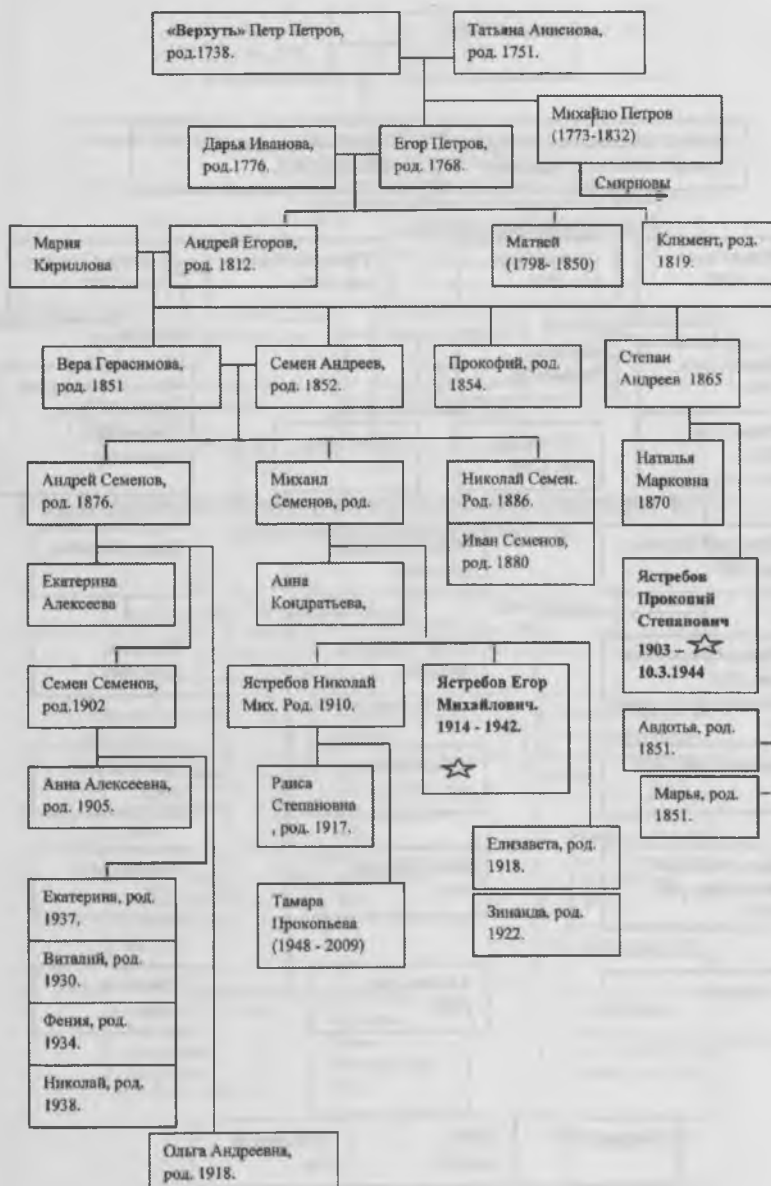 «Верхуть» Петр Петров,
род.1738.
Татьяна Анисиова,
род. 1751.
Михайло Петров
(1773-1832)
Дарья Иванова,
род.1776.
Егор Петров,
род. 1768.
Смирновы
Мария
Кириллова
Андрей Егоров,
род. 1812.
Матвей
(1798- 1850)
Климент, род.
1819.
Вера Герасимова,
род. 1851
Семен Андреев,
род. 1852.
Прокофий, род.
1854.
Степан
Андреев 1865
Андрей Семенов,
род. 1876.
Михаил
Семенов, род.
Николай Семен.
Род. 1886.
Иван Семенов,
род. 1880
Наталья
Марковна
1870
Екатерина
Алексеева
Анна
Кондратьева,
Ястребов
Прокопий
Степанович
1903 –
10.3.1944
Семен Семенов,
род.1902
Ястребов Николай
Мих. Род. 1910.
Ястребов Егор
Михайлович.
1914 - 1942.
Авдотья, род.
1851.
Марья, род.
1851.
Анна Алексеевна,
род. 1905.
Раиса
Степановна
, род. 1917.
Елизавета, род.
1918.
Зинаида, род.
1922.
Екатерина, род.
1937.
Виталий, род.
1930.
Фения, род.
1934.
Николай, род.
1938.
Тамара
Прокопьева
(1948 - 2009)
Ольга Андреевна,
род. 1918.